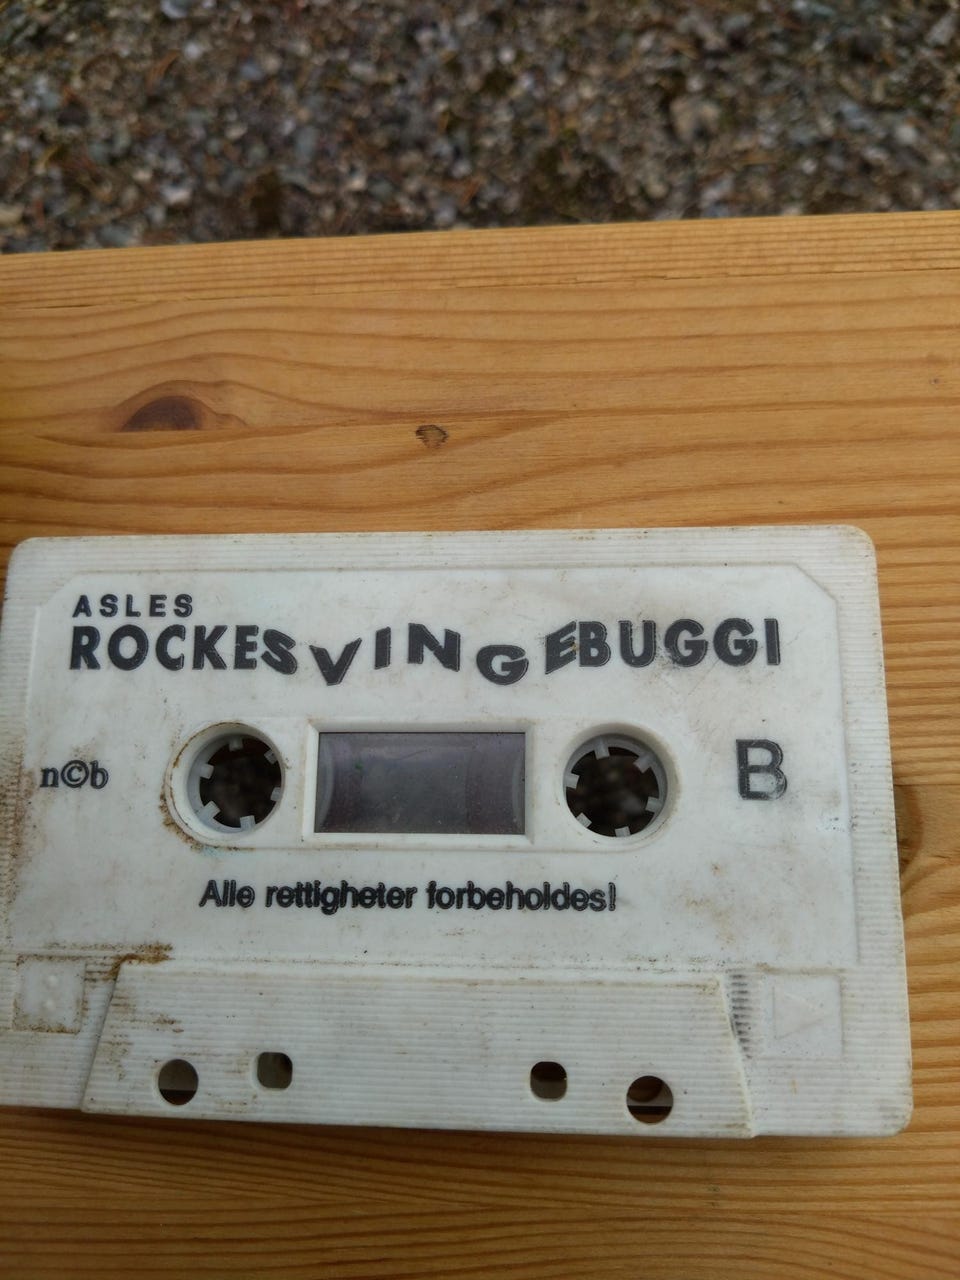 ASLES
ROCKESVINGEBUGGI
n©b
B
Alle rettigheter forbeholdes!